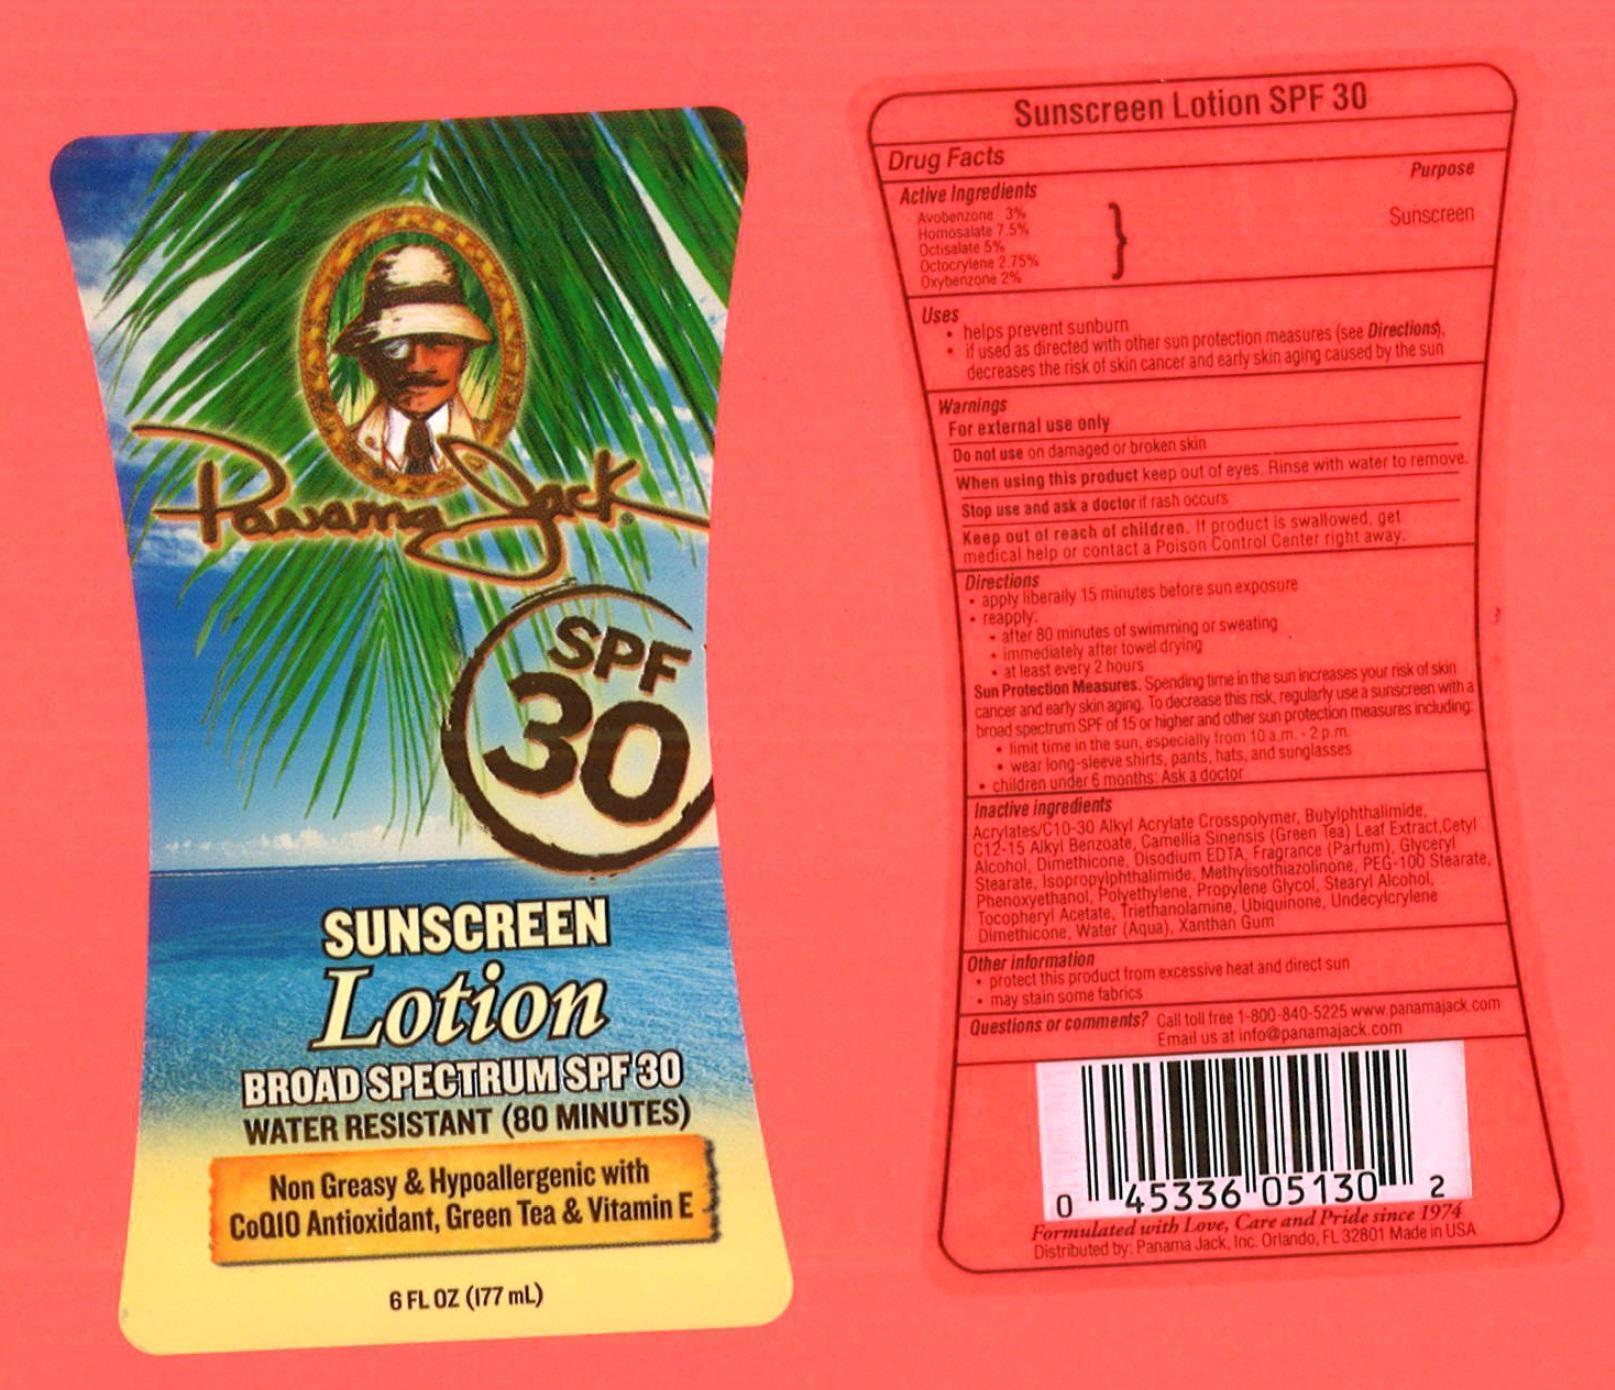 Panama Jack®
SPF
30
SUNSCREEN
Lotion
BROAD SPECTRUM SPF 30
WATER RESISTANT (80 MINUTES)
Non Greasy & Hypoallergenic with
CoQ10 Antioxidant, Green Tea & Vitamin E
6 FL OZ (177 mL)
Sunscreen Lotion SPF 30
Drug Facts
Active Ingredients Purpose
Avobenzone 3%
Homosalate 7.5%
Octisalate 5%
Octocrylene 2.75%
Oxybenzone 2%
} Sunscreen
Uses
• helps prevent sunburn
• if used as directed with other sun protection measures (see Directions),
decreases the risk of skin cancer and early skin aging caused by the sun
Warnings
For external use only
Do not use on damaged or broken skin
When using this product keep out of eyes. Rinse with water to remove.
Stop use and ask a doctor if rash occurs
Keep out of reach of children. If product is swallowed, get
medical help or contact a Poison Control Center right away.
Directions
• apply liberally 15 minutes before sun exposure
• reapply:
• after 80 minutes of swimming or sweating
• immediately after towel drying
• at least every 2 hours
Sun Protection Measures. Spending time in the sun increases your risk of skin
cancer and early skin aging. To decrease this risk, regularly use a sunscreen with a
broad spectrum SPF of 15 or higher and other sun protection measures including:
• limit time in the sun, especially from 10 a.m. - 2 p.m.
• wear long-sleeve shirts, pants, hats, and sunglasses
• children under 6 months: Ask a doctor
Inactive ingredients
Acrylates/C10-30 Alkyl Acrylate Crosspolymer, Butylphthalimide,
C12-15 Alkyl Benzoate, Camellia Sinensis (Green Tea) Leaf Extract,Cetyl
Alcohol, Dimethicone, Disodium EDTA, Fragrance (Parfum), Glyceryl
Stearate, Isopropylphthalimide, Methylisothiazolinone, PEG-100 Stearate,
Phenoxyethanol, Polyethylene, Propylene Glycol, Stearyl Alcohol,
Tocopheryl Acetate, Triethanolamine, Ubiquinone, Undecylcrylene
Dimethicone, Water (Aqua), Xanthan Gum
Other information
• protect this product from excessive heat and direct sun
• may stain some fabrics
Questions or comments? Call toll free 1-800-840-5225 www.panamajack.com
Email us at info@panamajack.com
0 45336 05130 2
Formulated with Love, Care and Pride since 1974
Distributed by: Panama Jack, Inc. Orlando, FL 32801 Made in USA